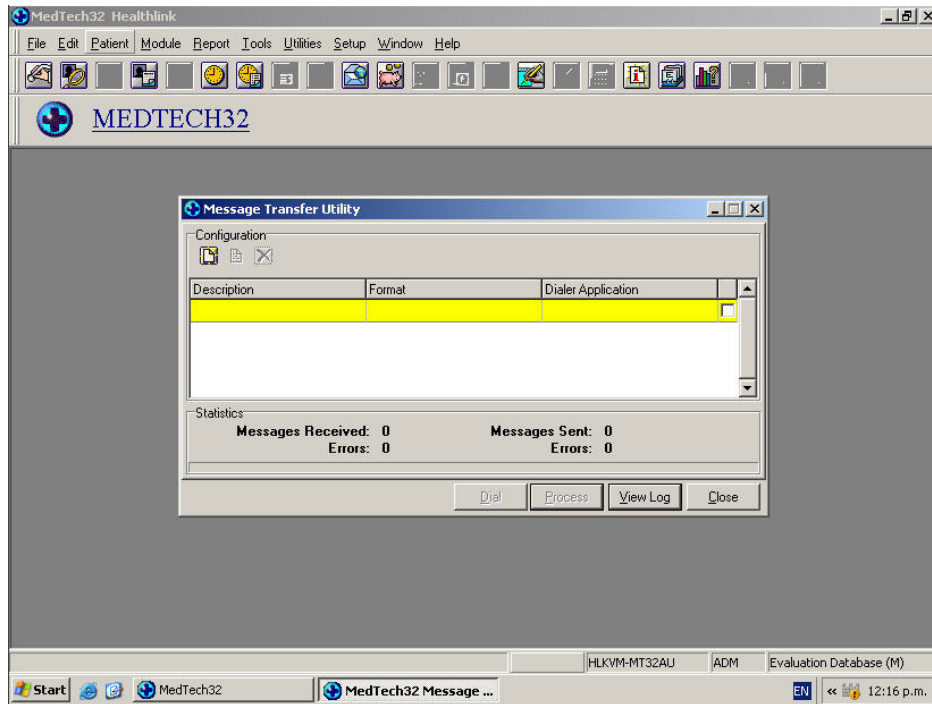 MedTech32 Healthlink
File Edit Patient Module Report Tools Utilities Setup Window Help
MEDTECH32
Message Transfer Utility
Configuration
Description Format Dialer Application
Statistics
Messages Received: 0 Messages Sent: 0
Errors: 0 Errors: 0
Dial Process View Log Close
HLKVM-MT32AU ADM Evaluation Database (M)
Start MedTech32 MedTech32 Message ... EN « 12:16 p.m.